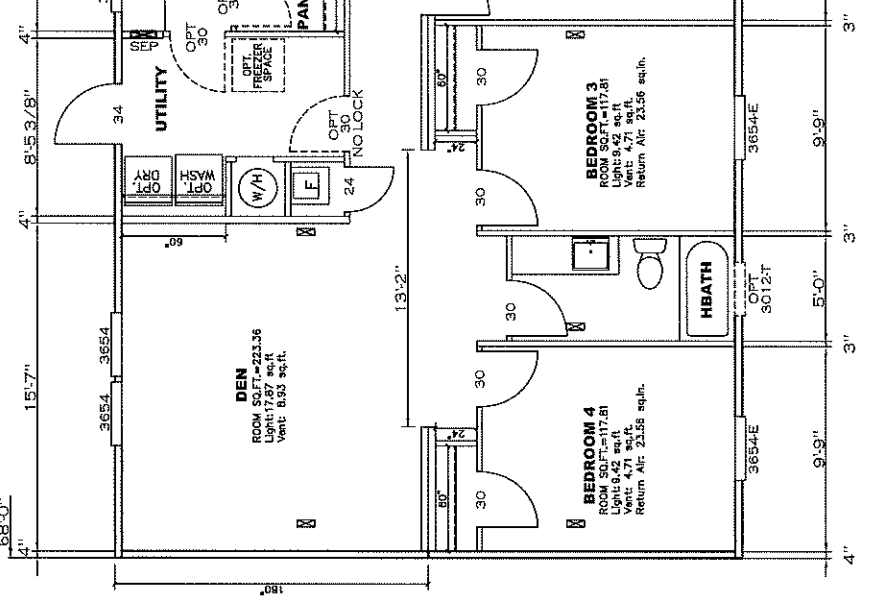 4"
8'-5 3/8"
4"
15'-7"
68'-0"
4"
SEP
OPT
30
OPT.
FREEZER
SPACE
PAN
34
UTILITY
OPT.
DRY
OPT.
WASH
W/H
F
24
OPT
30
NO LOCK
60"
3654
3654
DEN
ROOM SQ.FT.=223.36
Light:17.87 sq.ft
Vent: 8.93 sq.ft.
13'-2"
180"
60"
24"
30
30
BEDROOM 3
ROOM SQ.FT.=117.81
Light:9.42 sq.ft
Vent: 4.71 sq.ft
Return Air: 23.56 sq.in.
3654-E
3"
9'-9"
3"
30
HBATH
OPT
3012-T
5'-0"
3"
30
24"
60"
30
BEDROOM 4
ROOM SQ.FT.=117.81
Light:9.42 sq.ft
Vent: 4.71 sq.ft
Return Air: 23.56 sq.in.
3654-E
9'-9"
4"